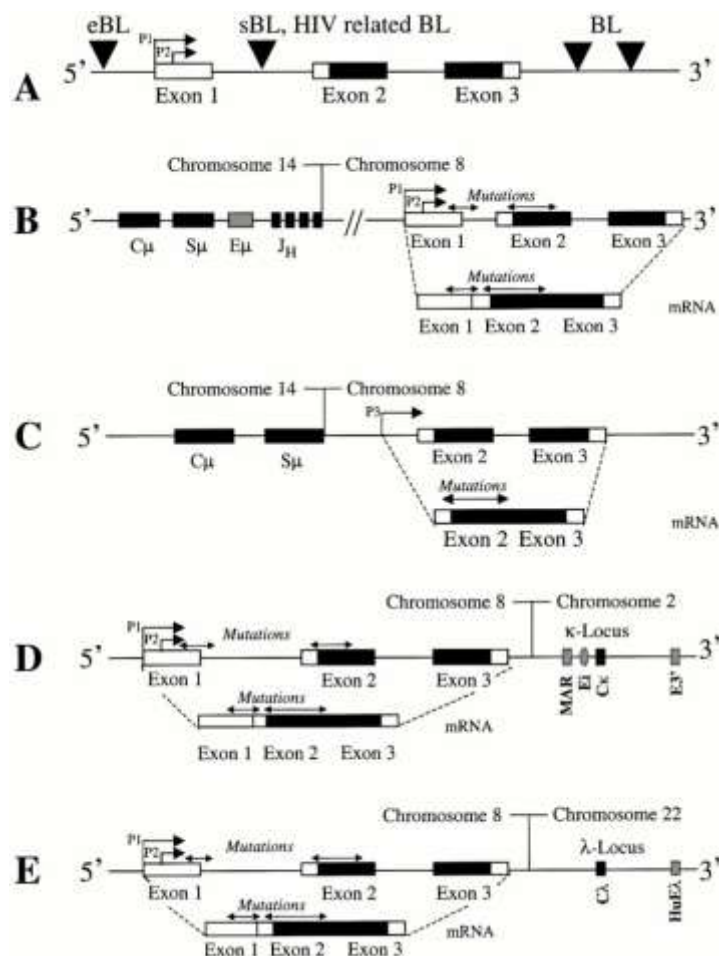 eBL sBL, HIV related BL BL
P1
P2
5’ 3’
A
Exon 1 Exon 2 Exon 3
Chromosome 14 Chromosome 8
P1
P2 Mutations
B 5’ 3’
Cμ Sμ Eμ JH Exon 1 Exon 2 Exon 3
Mutations
mRNA
Exon 1 Exon 2 Exon 3
Chromosome 14 Chromosome 8
P3
C 5’ 3’
Cμ Sμ Exon 2 Exon 3
Mutations
mRNA
Exon 2 Exon 3
Chromosome 8 Chromosome 2
P1
P2 Mutations κ-Locus
D 5’ 3’
Exon 1 Exon 2 Exon 3 MAR Ei Cκ E3'
Mutations
mRNA
Exon 1 Exon 2 Exon 3
Chromosome 8 Chromosome 22
P1
P2 Mutations λ-Locus
E 5’ 3’
Exon 1 Exon 2 Exon 3 Cλ HuEλ
Mutations
mRNA
Exon 1 Exon 2 Exon 3